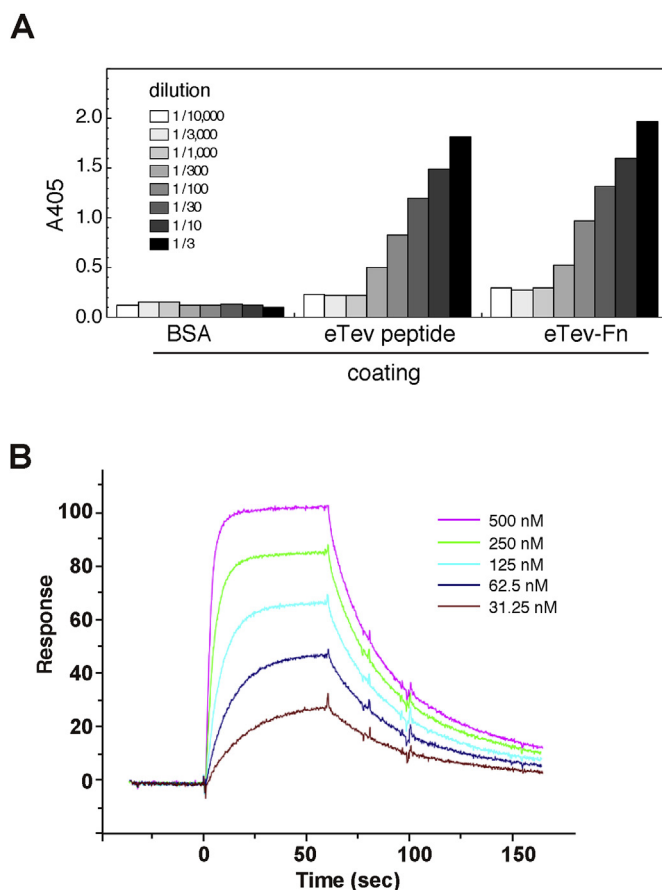 A
dilution
1/10,000
1/3,000
1/1,000
1/300
1/100
1/30
1/10
1/3
A405
2.0
1.5
1.0
0.5
0.0
BSA
eTev peptide
eTev-Fn
coating
B
Response
100
80
60
40
20
0
500 nM
250 nM
125 nM
62.5 nM
31.25 nM
0
50
100
150
Time (sec)